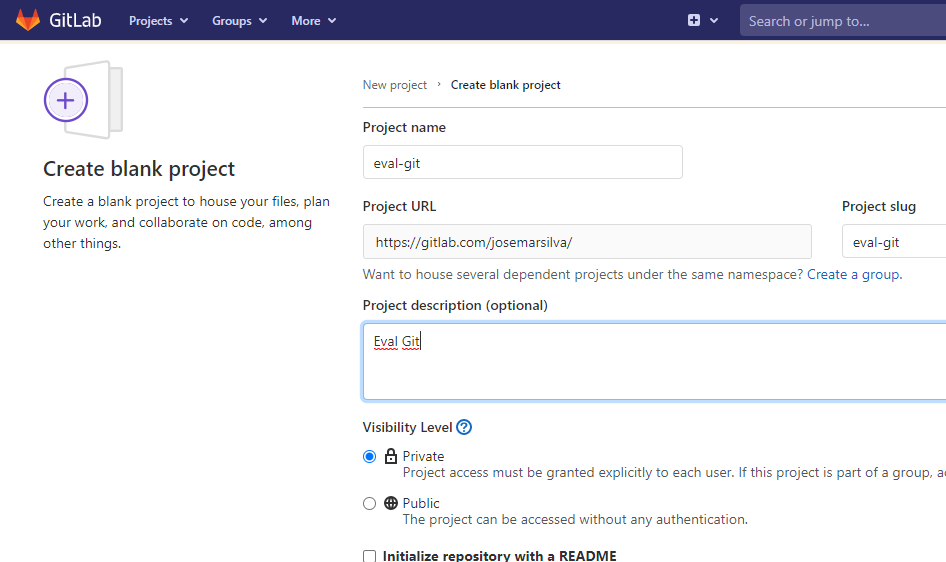 GitLab Projects Groups More Search or jump to...
New project › Create blank project
Create blank project
Create a blank project to house your files, plan
your work, and collaborate on code, among
other things.
Project name
eval-git
Project URL Project slug
https://gitlab.com/josemarsilva/ eval-git
Want to house several dependent projects under the same namespace? Create a group.
Project description (optional)
Eval Git
Visibility Level ?
Private
Project access must be granted explicitly to each user. If this project is part of a group,
Public
The project can be accessed without any authentication.
Initialize repository with a README